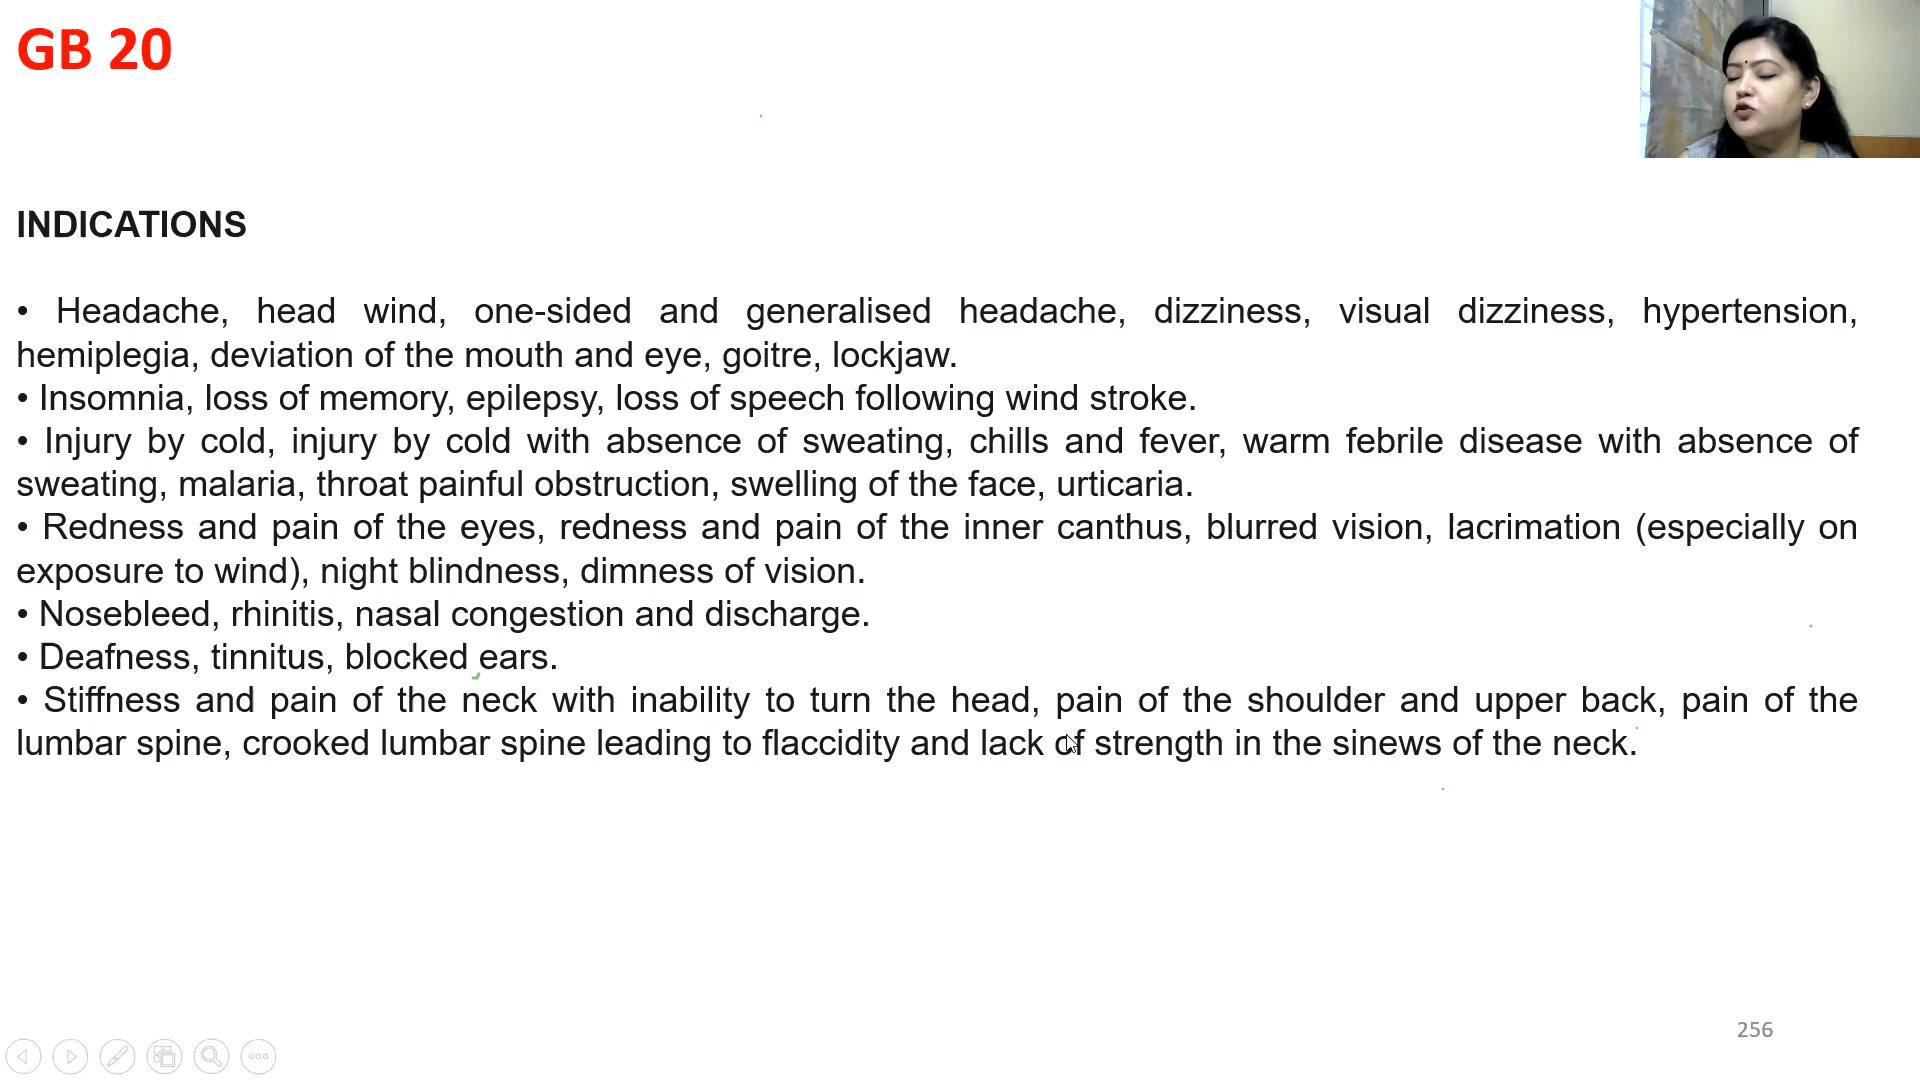 GB 20
INDICATIONS
• Headache, head wind, one-sided and generalised headache, dizziness, visual dizziness, hypertension,
hemiplegia, deviation of the mouth and eye, goitre, lockjaw.
• Insomnia, loss of memory, epilepsy, loss of speech following wind stroke.
• Injury by cold, injury by cold with absence of sweating, chills and fever, warm febrile disease with absence of
sweating, malaria, throat painful obstruction, swelling of the face, urticaria.
• Redness and pain of the eyes, redness and pain of the inner canthus, blurred vision, lacrimation (especially on
exposure to wind), night blindness, dimness of vision.
• Nosebleed, rhinitis, nasal congestion and discharge.
• Deafness, tinnitus, blocked ears.
• Stiffness and pain of the neck with inability to turn the head, pain of the shoulder and upper back, pain of the
lumbar spine, crooked lumbar spine leading to flaccidity and lack of strength in the sinews of the neck.
256